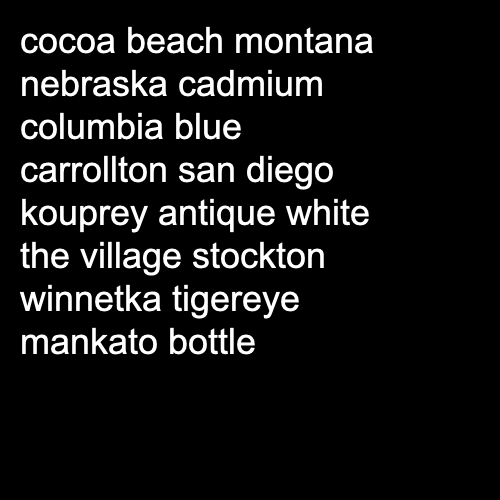 cocoa beach montana
nebraska cadmium
columbia blue
carrollton san diego
kouprey antique white
the village stockton
winnetka tigereye
mankato bottle